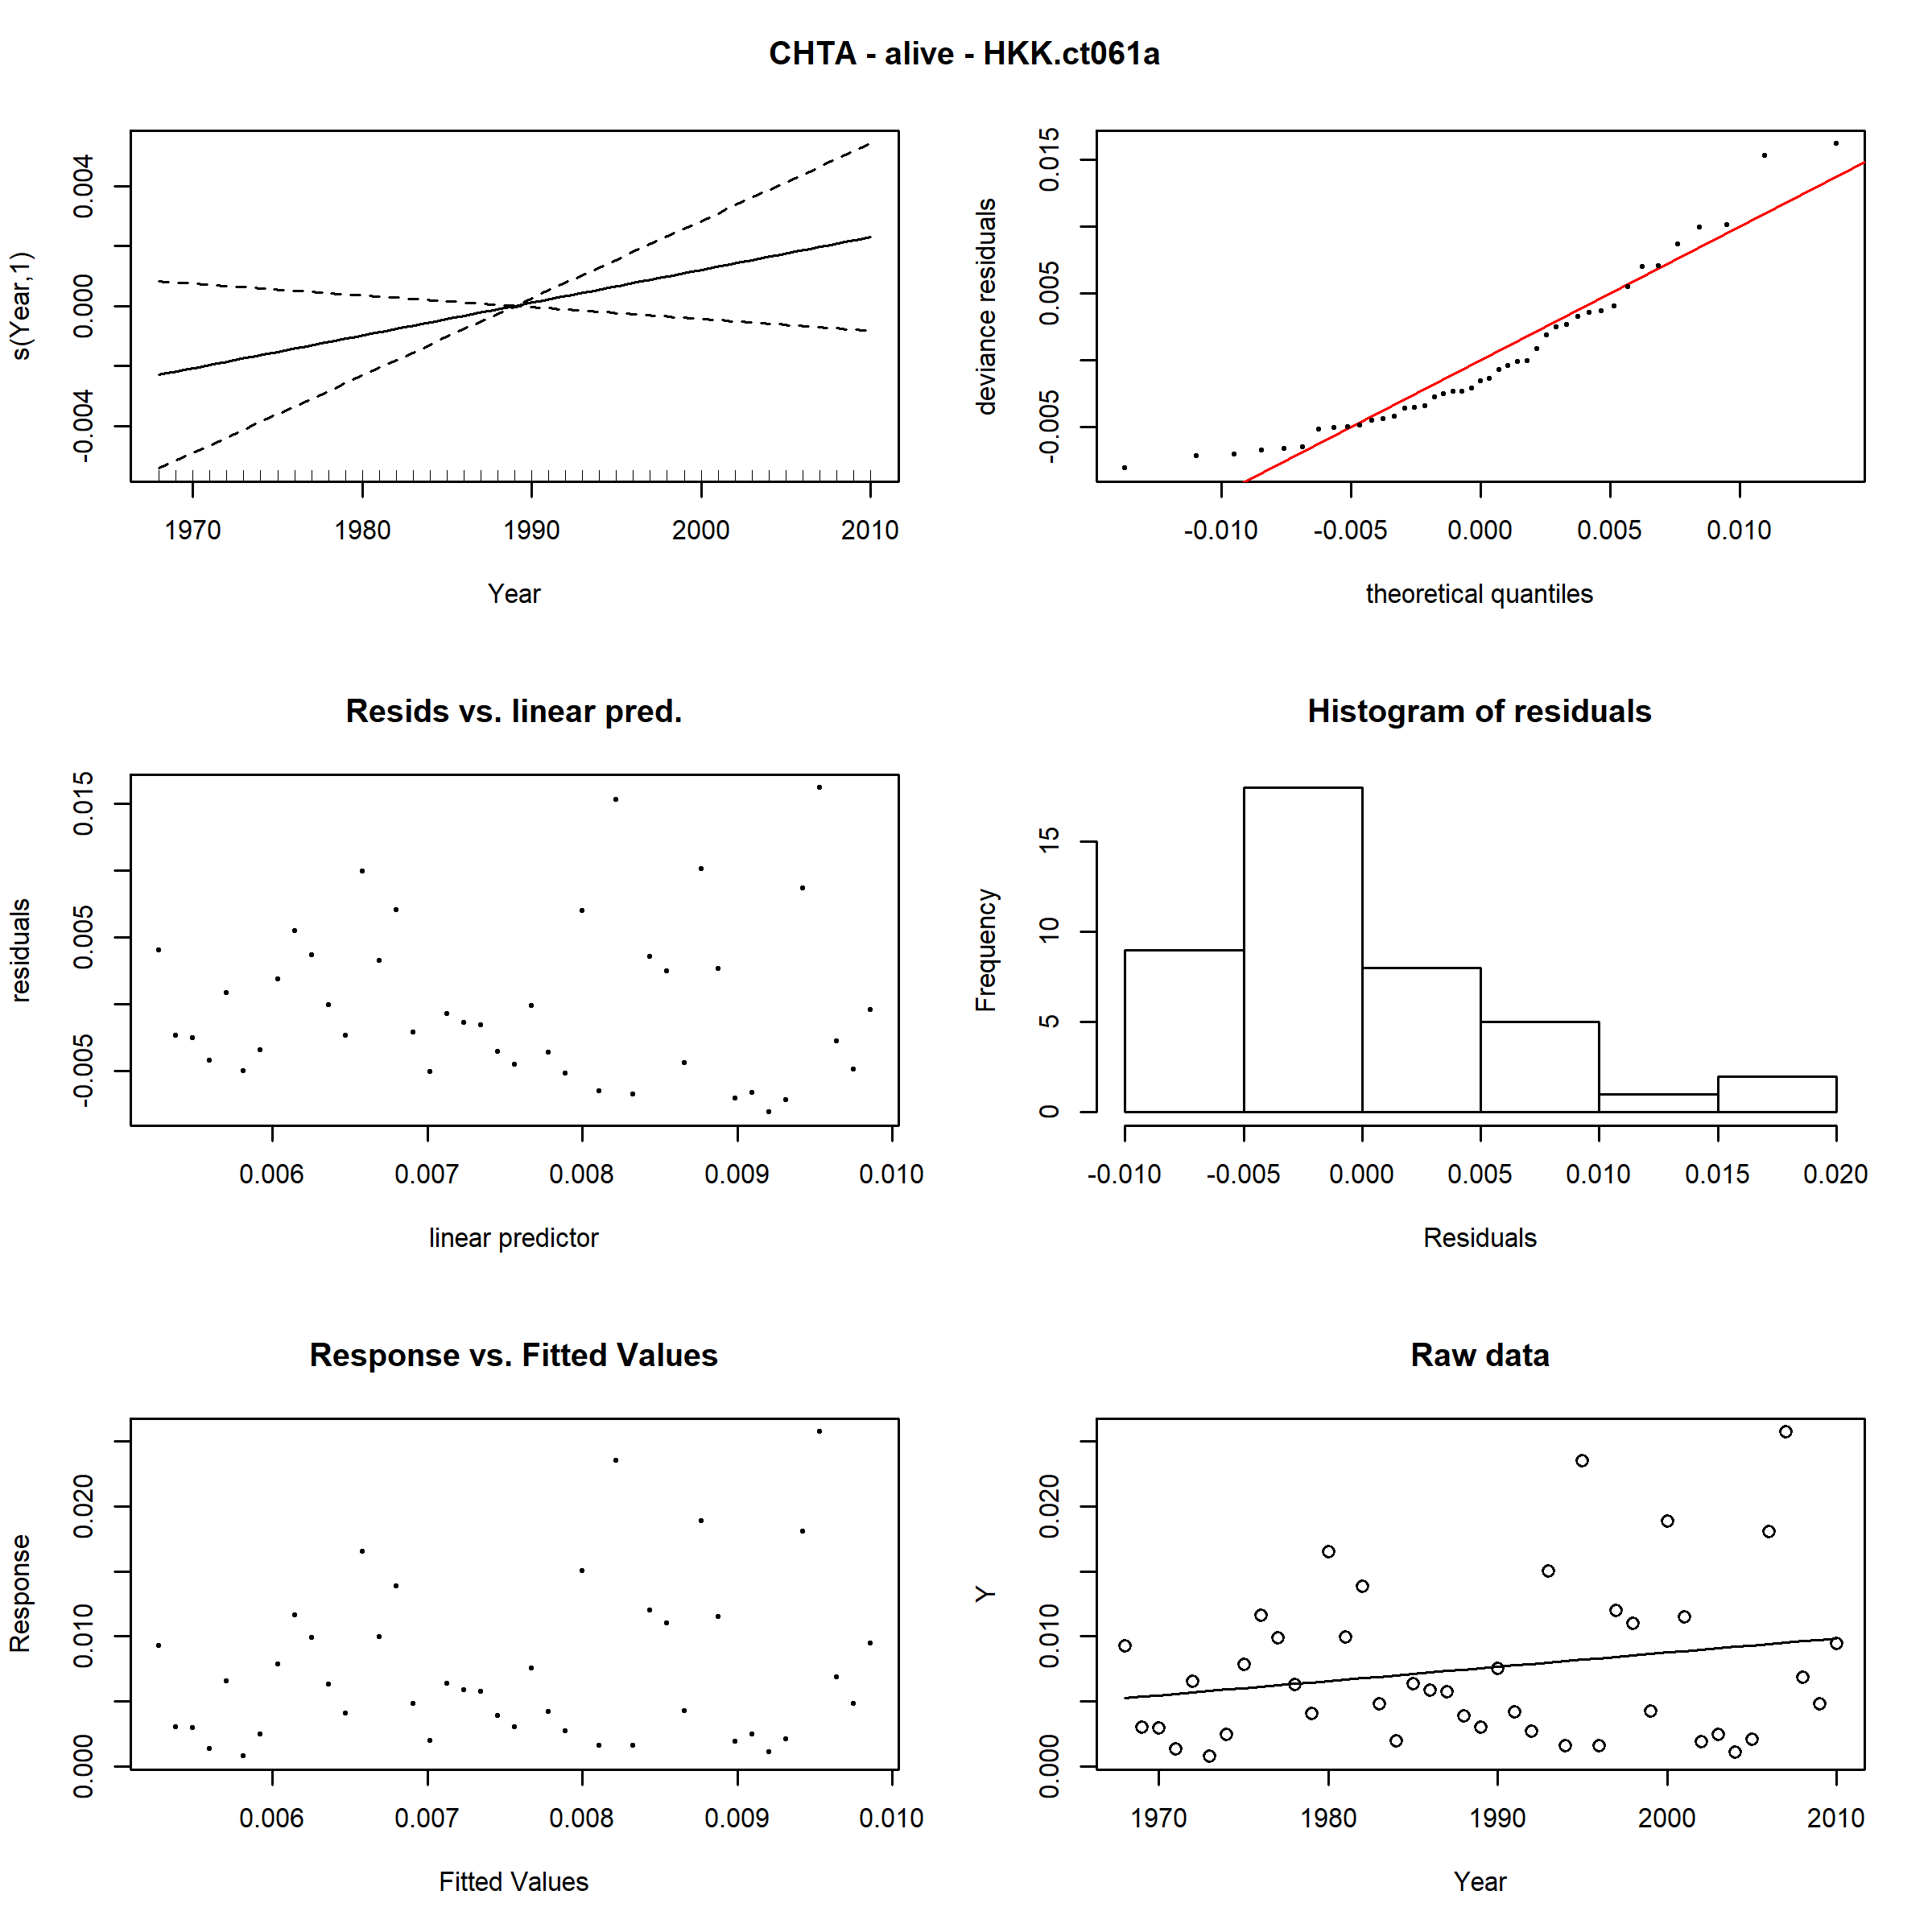 CHTA - alive - HKK.ct061a
s(Year,1)
-0.004 0.000 0.004
1970 1980 1990 2000 2010
Year
deviance residuals
-0.005 0.005 0.015
-0.010 -0.005 0.000 0.005 0.010
theoretical quantiles
Resids vs. linear pred.
residuals
-0.005 0.005 0.015
0.006 0.007 0.008 0.009 0.010
linear predictor
Histogram of residuals
Frequency
0 5 10 15
-0.010 -0.005 0.000 0.005 0.010 0.015 0.020
Residuals
Response vs. Fitted Values
Response
0.000 0.010 0.020
0.006 0.007 0.008 0.009 0.010
Fitted Values
Raw data
Y
0.000 0.010 0.020
1970 1980 1990 2000 2010
Year